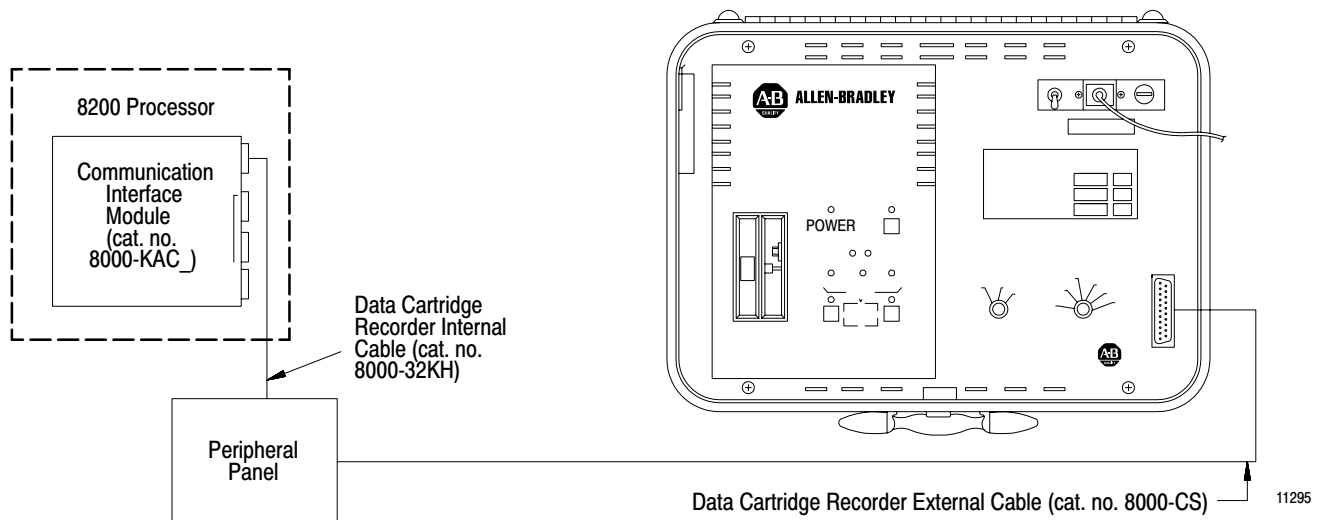 8200 Processor
Communication
Interface
Module
(cat. no.
8000-KAC_)
Data Cartridge
Recorder Internal
Cable (cat. no.
8000-32KH)
Peripheral
Panel
A-B
QUALITY
ALLEN-BRADLEY
POWER
A-B
Data Cartridge Recorder External Cable (cat. no. 8000-CS)
11295